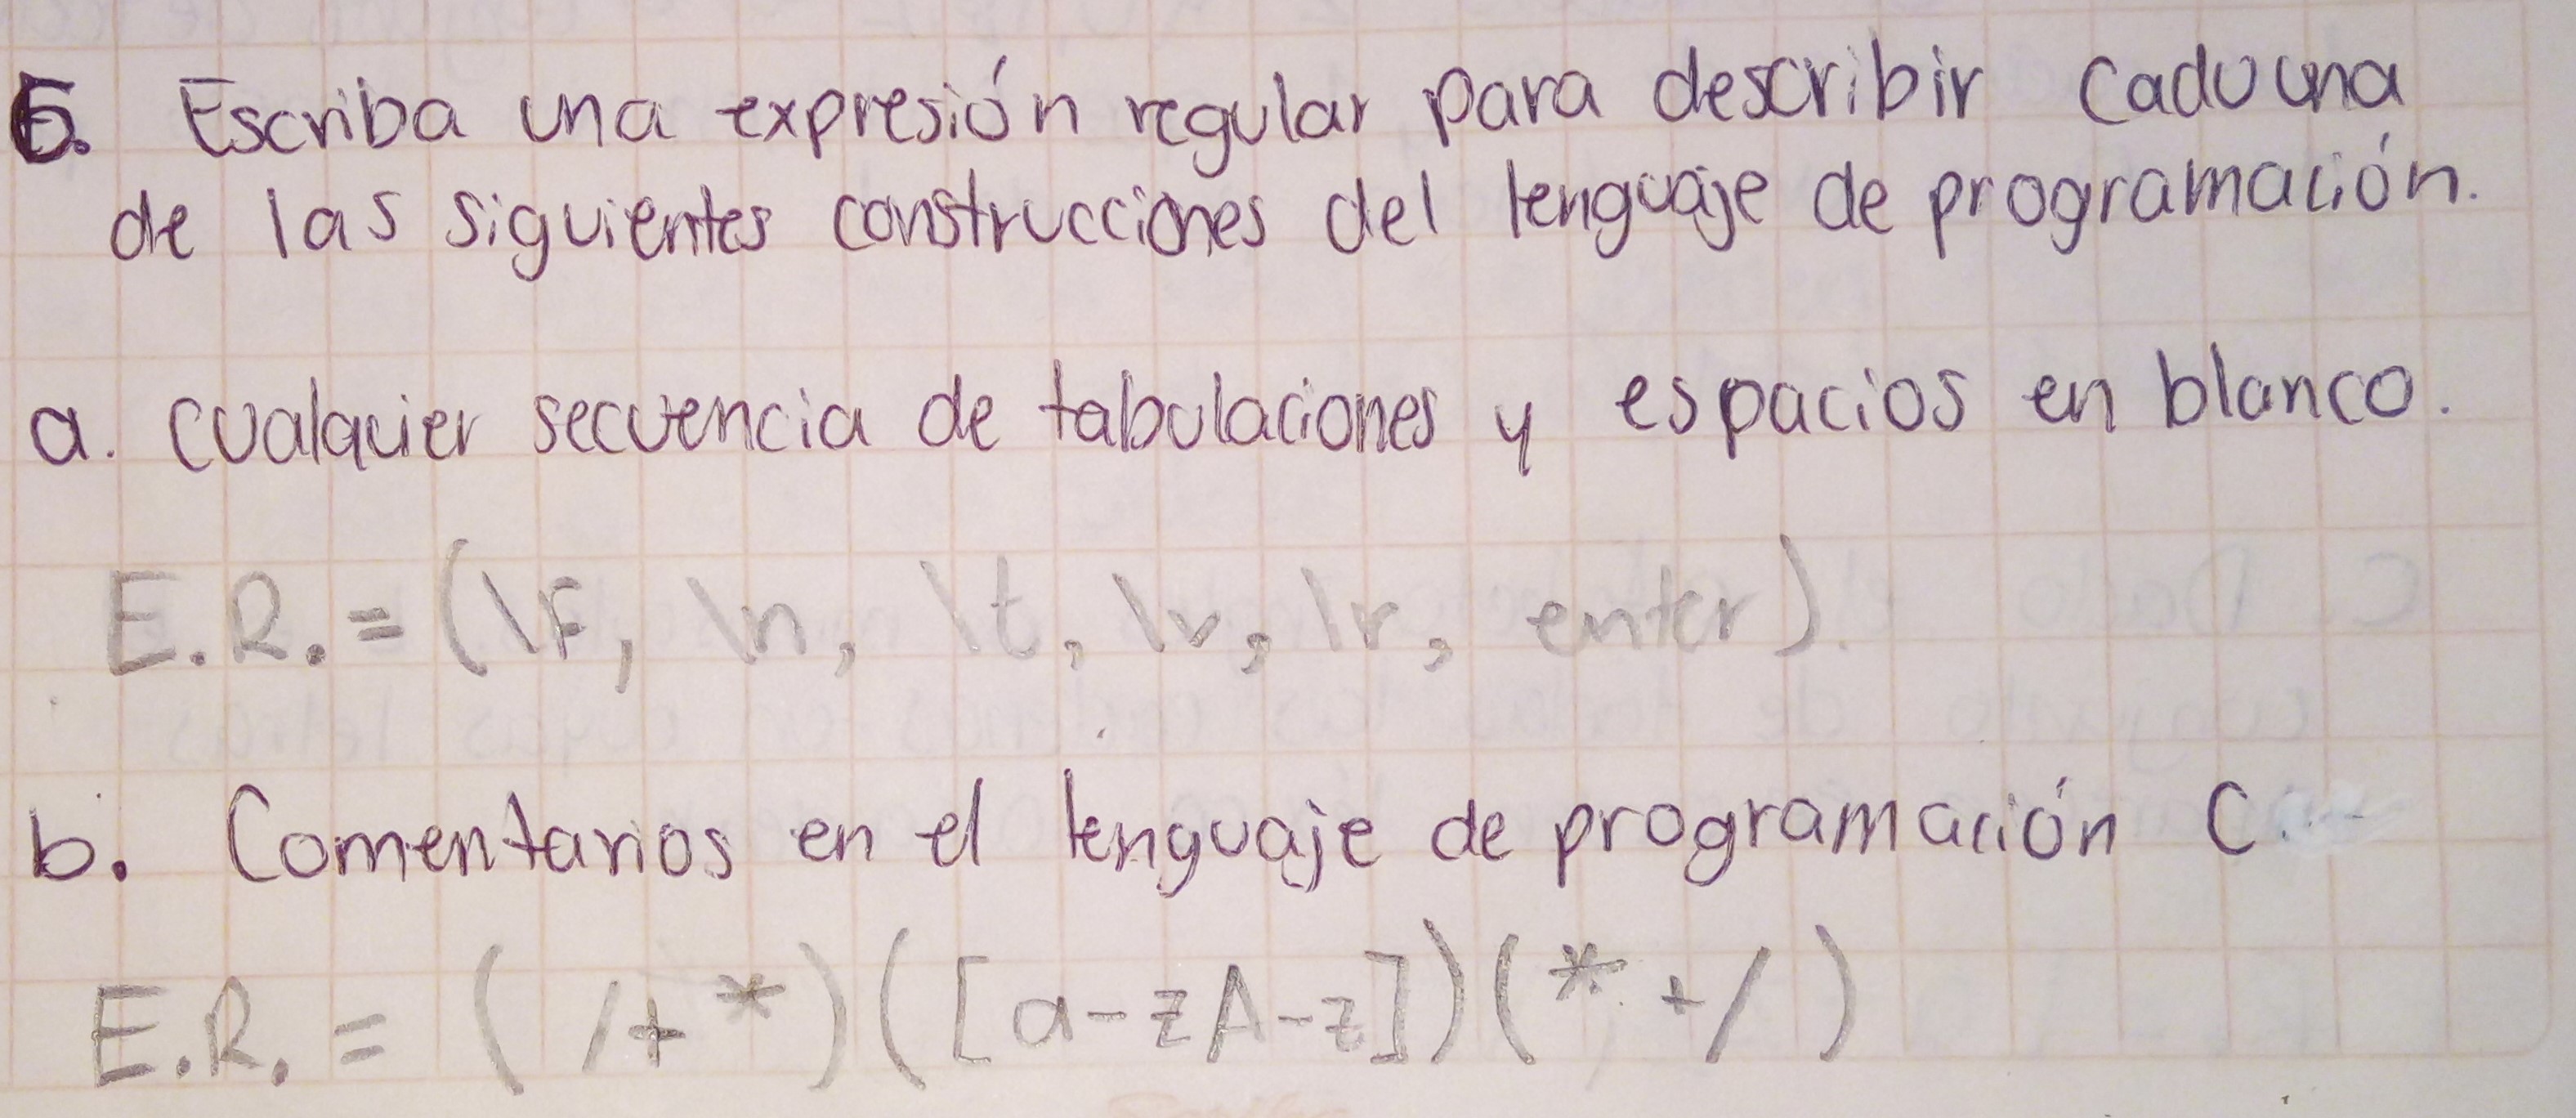 6. Escriba una expresión regular para describir cada una
de las siguientes construcciones del lenguaje de programación.
a. cualquier secuencia de tabulaciones y espacios en blanco.
E.R. = (\F, \n, \t, \v, \r, enter).
b. Comentarios en el lenguaje de programación C.
E.R. = ( /+*)([a-zA-z])(*+/)